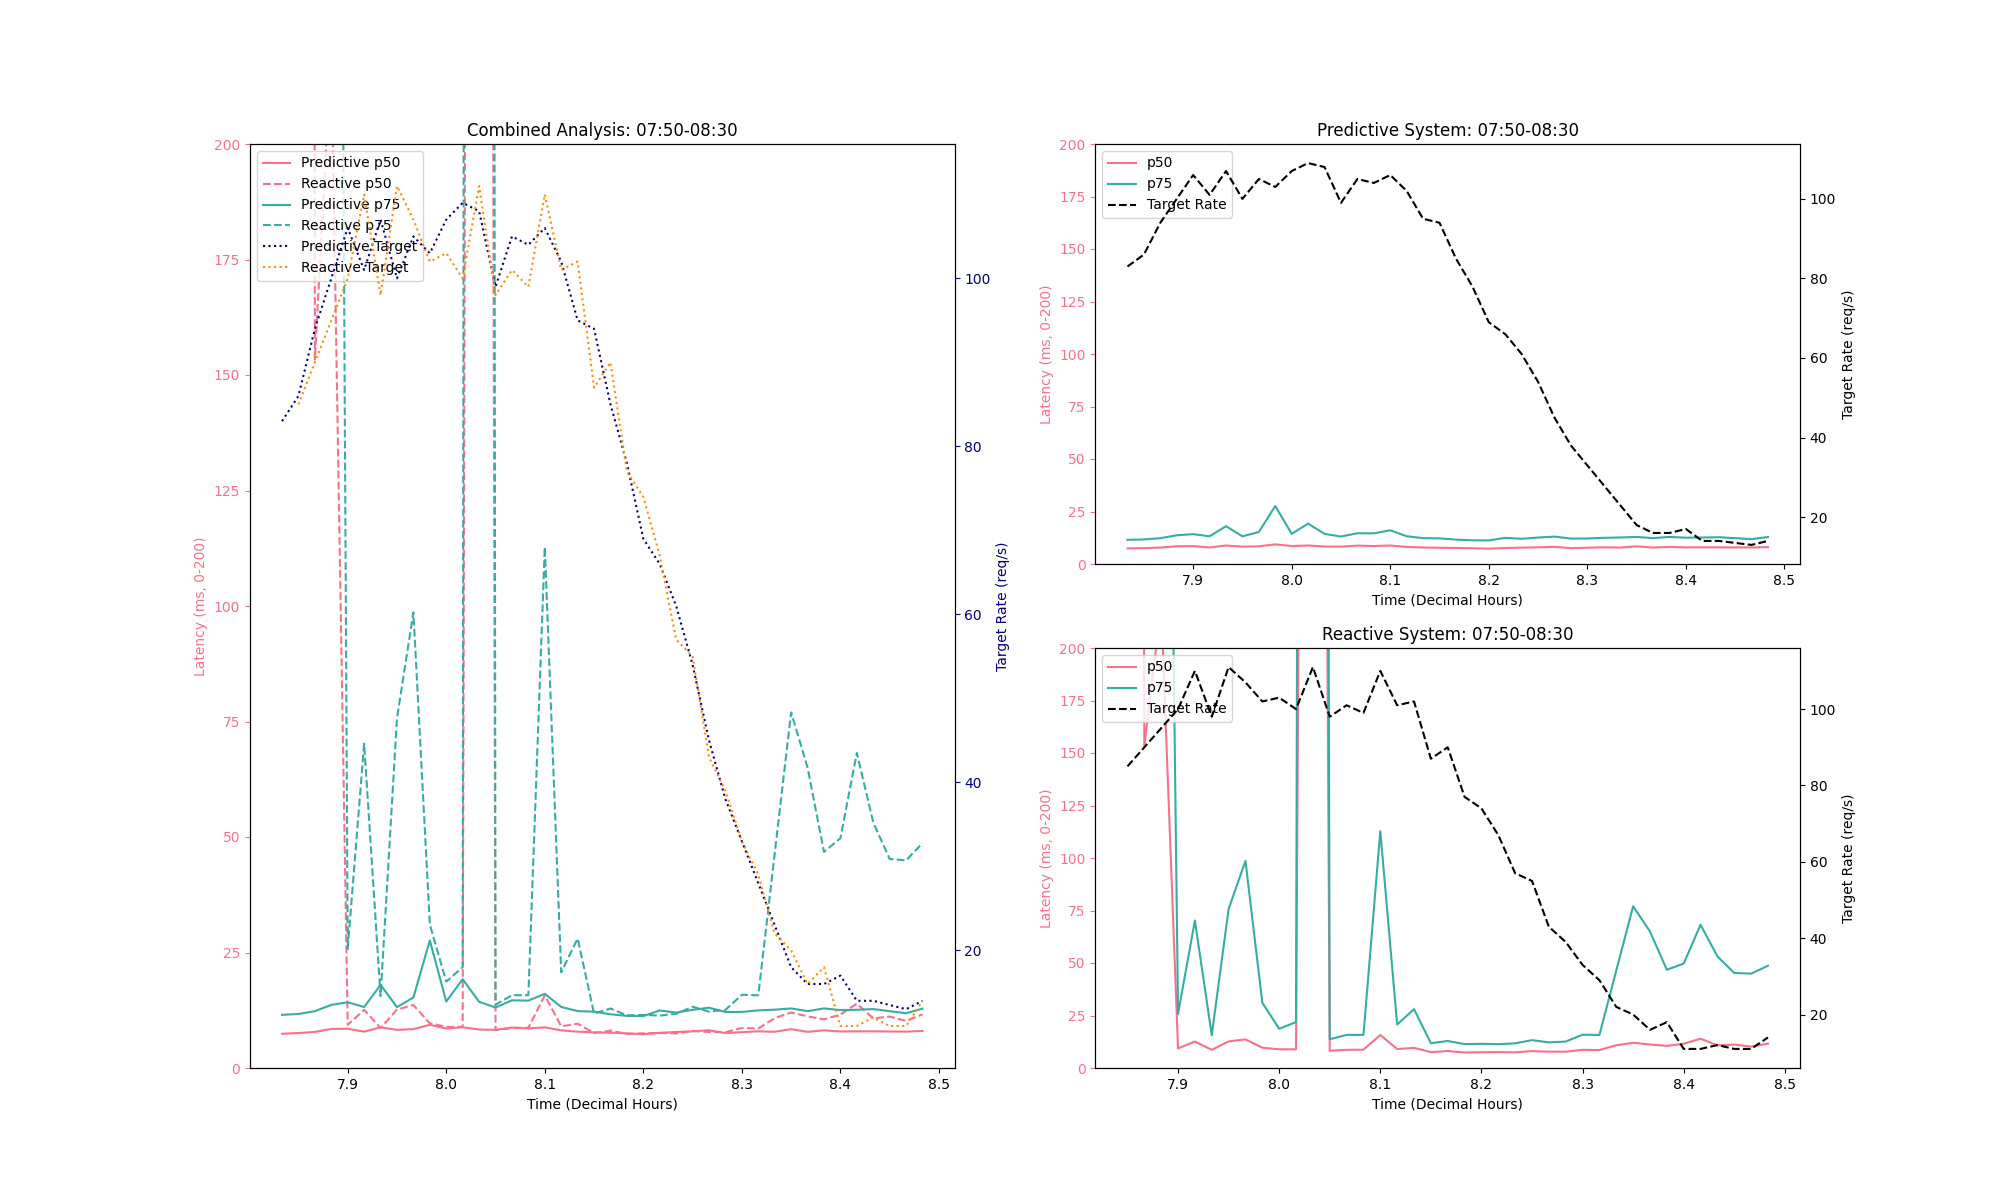 Combined Analysis: 07:50-08:30
200
175
150
125
100
75
50
25
0
Latency (ms, 0-200)
Predictive p50
Reactive p50
Predictive p75
Reactive p75
Predictive Target
Reactive Target
100
80
60
40
20
Target Rate (req/s)
7.9 8.0 8.1 8.2 8.3 8.4 8.5
Time (Decimal Hours)
Predictive System: 07:50-08:30
200
175
150
125
100
75
50
25
0
Latency (ms, 0-200)
p50
p75
Target Rate
100
80
60
40
20
Target Rate (req/s)
7.9 8.0 8.1 8.2 8.3 8.4 8.5
Time (Decimal Hours)
Reactive System: 07:50-08:30
200
175
150
125
100
75
50
25
0
Latency (ms, 0-200)
p50
p75
Target Rate
100
80
60
40
20
Target Rate (req/s)
7.9 8.0 8.1 8.2 8.3 8.4 8.5
Time (Decimal Hours)